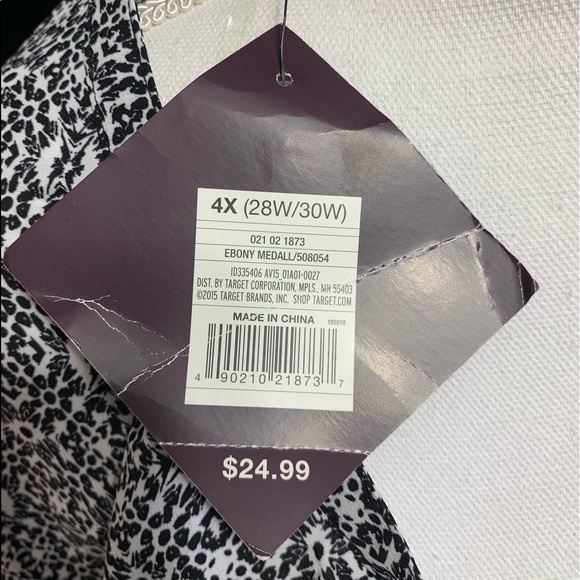 4X (28W/30W)
021 02 1873
EBONY MEDALL/508054
ID335406 AV15_01A01-0027
DIST. BY TARGET CORPORATION, MPLS., MN 55403
©2015 TARGET BRANDS, INC. SHOP TARGET.COM
MADE IN CHINA 191010
4 90210 21873 7
$24.99